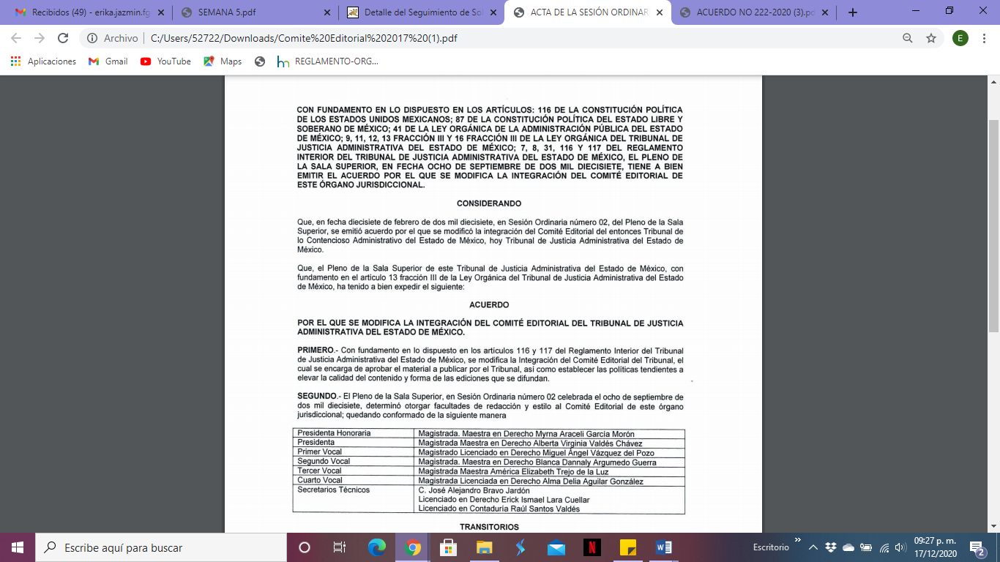 Recibidos (49) - erika.jazmin.fg
SEMANA 5.pdf
Detalle del Seguimiento de Sol
ACTA DE LA SESIÓN ORDINAR
ACUERDO NO 222-2020 (3).pd
Archivo
C:/Users/52722/Downloads/Comite%20Editorial%202017%20(1).pdf
E
Aplicaciones
Gmail
YouTube
Maps
REGLAMENTO-ORG...
CON FUNDAMENTO EN LO DISPUESTO EN LOS ARTÍCULOS: 116 DE LA CONSTITUCIÓN POLÍTICA
DE LOS ESTADOS UNIDOS MEXICANOS; 87 DE LA CONSTITUCIÓN POLÍTICA DEL ESTADO LIBRE Y
SOBERANO DE MÉXICO; 41 DE LA LEY ORGÁNICA DE LA ADMINISTRACIÓN PÚBLICA DEL ESTADO
DE MÉXICO; 9, 11, 12, 13 FRACCIÓN III Y 16 FRACCIÓN III DE LA LEY ORGÁNICA DEL TRIBUNAL DE
JUSTICIA ADMINISTRATIVA DEL ESTADO DE MÉXICO; 7, 8, 31, 116 Y 117 DEL REGLAMENTO
INTERIOR DEL TRIBUNAL DE JUSTICIA ADMINISTRATIVA DEL ESTADO DE MÉXICO, EL PLENO DE
LA SALA SUPERIOR, EN FECHA OCHO DE SEPTIEMBRE DE DOS MIL DIECISIETE, TIENE A BIEN
EMITIR EL ACUERDO POR EL QUE SE MODIFICA LA INTEGRACIÓN DEL COMITÉ EDITORIAL DE
ESTE ÓRGANO JURISDICCIONAL.
CONSIDERANDO
Que, en fecha diecisiete de febrero de dos mil diecisiete, en Sesión Ordinaria número 02, del Pleno de la Sala
Superior, se emitió acuerdo por el que se modificó la integración del Comité Editorial del entonces Tribunal de
lo Contencioso Administrativo del Estado de México, hoy Tribunal de Justicia Administrativa del Estado de
México.
Que, el Pleno de la Sala Superior de este Tribunal de Justicia Administrativa del Estado de México, con
fundamento en el artículo 13 fracción III de la Ley Orgánica del Tribunal de Justicia Administrativa del Estado
de México, ha tenido a bien expedir el siguiente:
ACUERDO
POR EL QUE SE MODIFICA LA INTEGRACIÓN DEL COMITÉ EDITORIAL DEL TRIBUNAL DE JUSTICIA
ADMINISTRATIVA DEL ESTADO DE MÉXICO.
PRIMERO.- Con fundamento en lo dispuesto en los artículos 116 y 117 del Reglamento Interior del Tribunal
de Justicia Administrativa del Estado de México, se modifica la Integración del Comité Editorial del Tribunal, el
cual se encarga de aprobar el material a publicar por el Tribunal, así como establecer las políticas tendientes a
elevar la calidad del contenido y forma de las ediciones que se difundan.
SEGUNDO.- El Pleno de la Sala Superior, en Sesión Ordinaria número 02 celebrada el ocho de septiembre de
dos mil diecisiete, determinó otorgar facultades de redacción y estilo al Comité Editorial de este órgano
jurisdiccional; quedando conformado de la siguiente manera
Presidenta Honoraria Magistrada. Maestra en Derecho Myrna Araceli García Morón
Presidenta Magistrada Maestra en Derecho Alberta Virginia Valdés Chávez
Primer Vocal Magistrado Licenciado en Derecho Miguel Ángel Vázquez del Pozo
Segundo Vocal Magistrada. Maestra en Derecho Blanca Dannaly Argumedo Guerra
Tercer Vocal Magistrada Maestra América Elizabeth Trejo de la Luz
Cuarto Vocal Magistrada Licenciada en Derecho Alma Delia Aguilar González
Secretarios Técnicos C. José Alejandro Bravo Jardón
Licenciado en Derecho Erick Ismael Lara Cuellar
Licenciado en Contaduría Raúl Santos Valdés
TRANSITORIOS
Escribe aquí para buscar
Escritorio
09:27 p. m.
17/12/2020
2